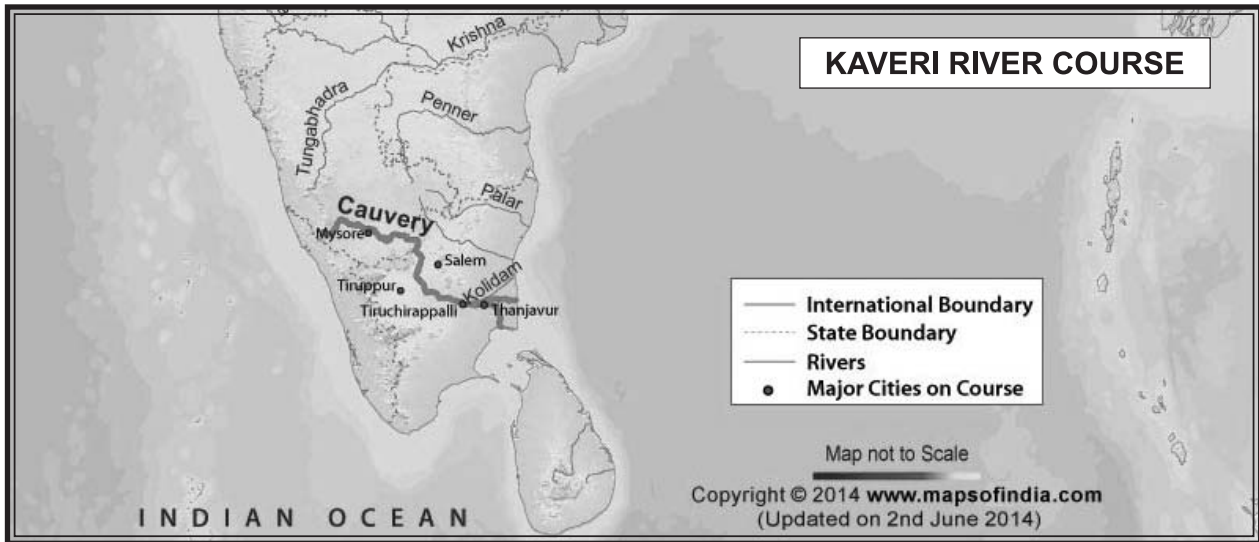 KAVERI RIVER COURSE
Krishna
Tungabhadra
Penner
Palar
Cauvery
Mysore
Salem
Tiruppur
Kolidam
Tiruchirappalli
Thanjavur
International Boundary
State Boundary
Rivers
Major Cities on Course
Map not to Scale
Copyright © 2014 www.mapsofindia.com
(Updated on 2nd June 2014)
INDIAN OCEAN